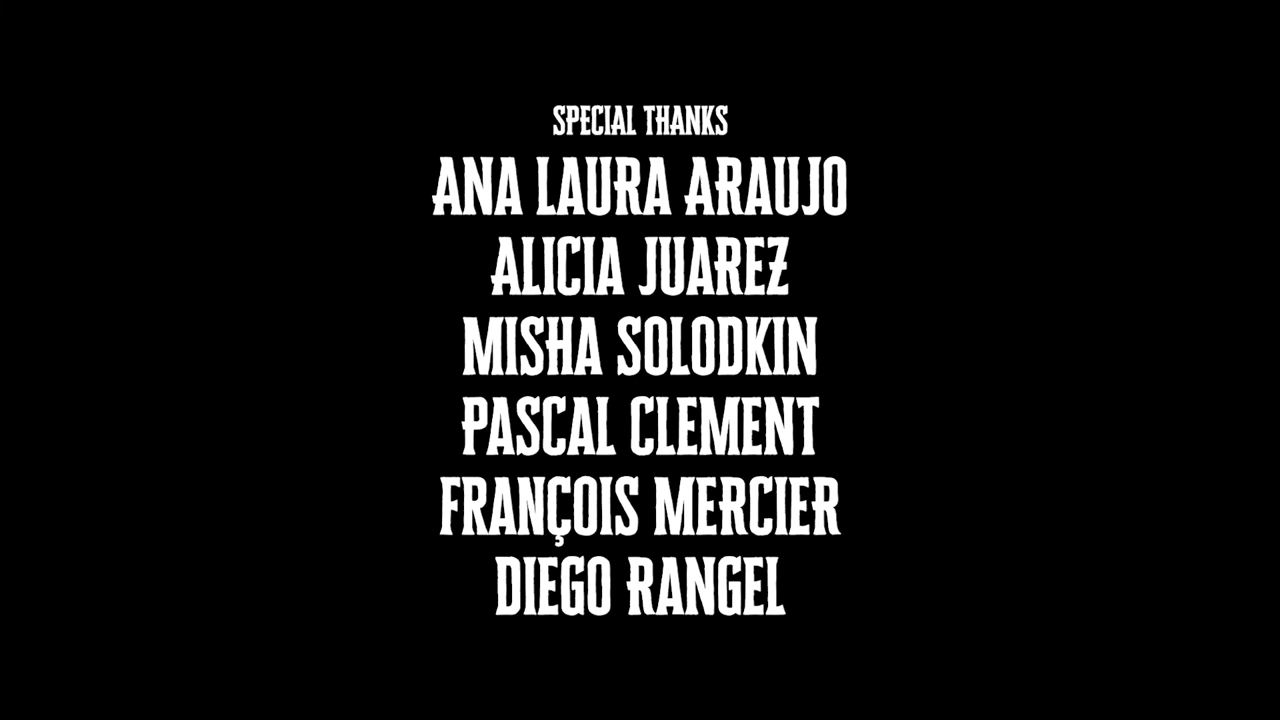 SPECIAL THANKS
ANA LAURA ARAUJO
ALICIA JUAREZ
MISHA SOLODKIN
PASCAL CLEMENT
FRANÇOIS MERCIER
DIEGO RANGEL